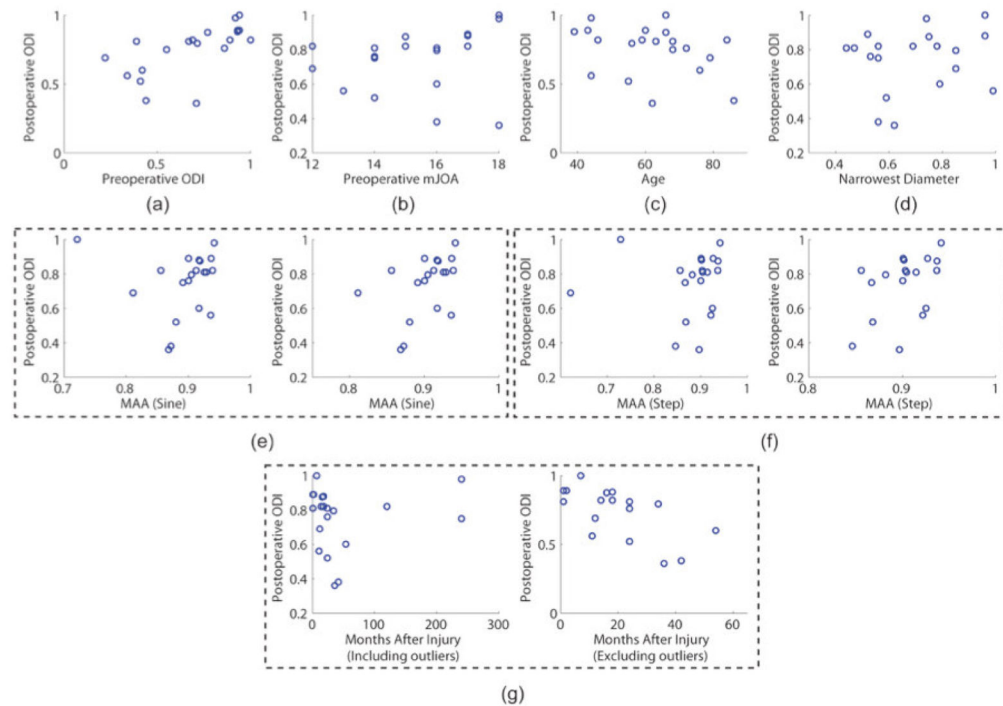 Postoperative ODI
1
0.5
0
0
0.5
1
Preoperative ODI
(a)
Postoperative ODI
1
0.8
0.6
0.4
0.2
12
14
16
18
Preoperative mJOA
(b)
Postoperative ODI
1
0.5
0
40
60
80
Age
(c)
Postoperative ODI
1
0.8
0.6
0.4
0.2
0.4
0.6
0.8
1
Narrowest Diameter
(d)
Postoperative ODI
1
0.8
0.6
0.4
0.2
0.7
0.8
0.9
1
MAA (Sine)
Postoperative ODI
1
0.8
0.6
0.4
0.2
0.8
0.9
1
MAA (Sine)
(e)
Postoperative ODI
1
0.8
0.6
0.4
0.2
0.6
0.7
0.8
0.9
1
MAA (Step)
Postoperative ODI
1
0.8
0.6
0.4
0.2
0.8
0.9
1
MAA (Step)
(f)
Postoperative ODI
1
0.8
0.6
0.4
0.2
0
100
200
300
Months After Injury
(Including outliers)
Postoperative ODI
1
0.5
0
0
20
40
60
Months After Injury
(Excluding outliers)
(g)